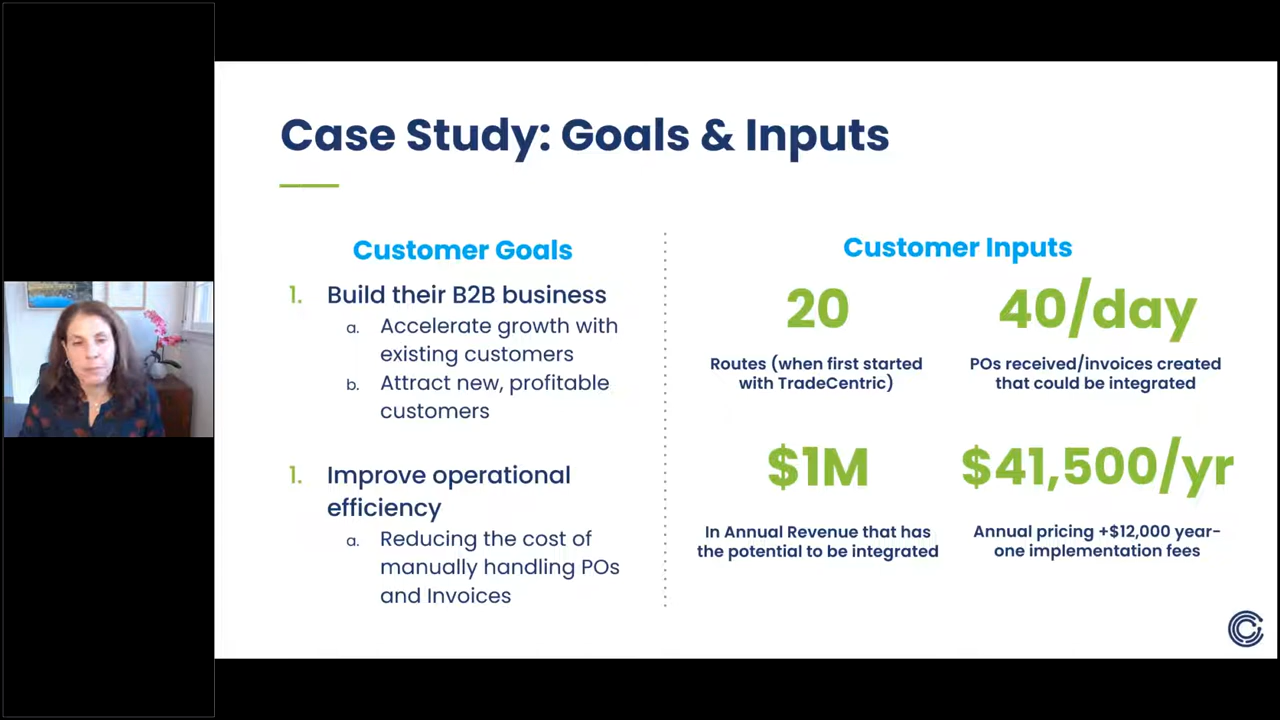 Case Study: Goals & Inputs
Customer Goals
1. Build their B2B business
a. Accelerate growth with
existing customers
b. Attract new, profitable
customers
1. Improve operational
efficiency
a. Reducing the cost of
manually handling POs
and Invoices
Customer Inputs
20
Routes (when first started
with TradeCentric)
40/day
POs received/invoices created
that could be integrated
$1M
In Annual Revenue that has
the potential to be integrated
$41,500/yr
Annual pricing +$12,000 year-
one implementation fees